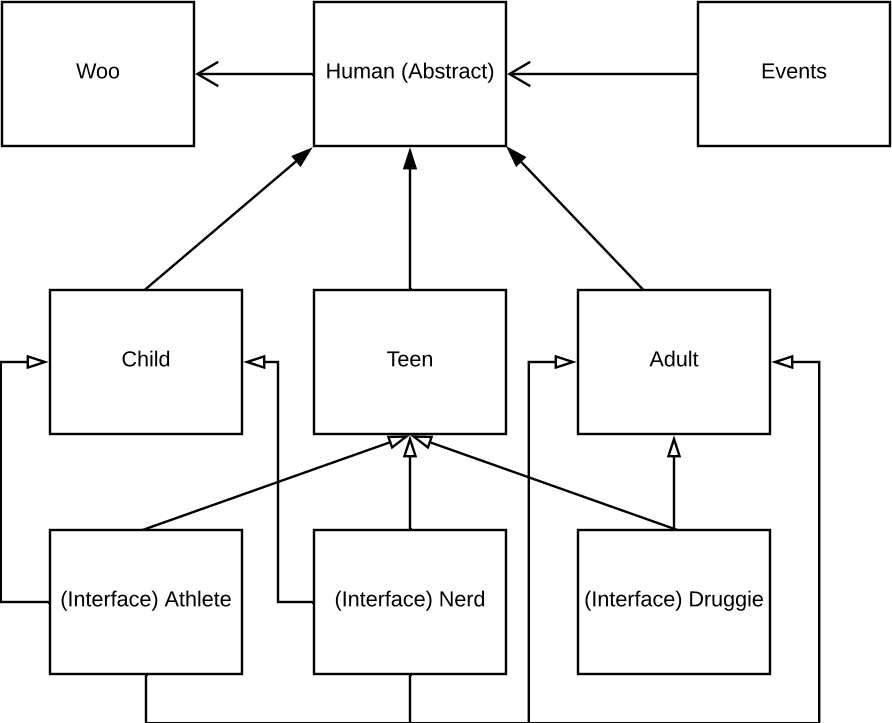 Woo
Human (Abstract)
Events
Child
Teen
Adult
(Interface) Athlete
(Interface) Nerd
(Interface) Druggie